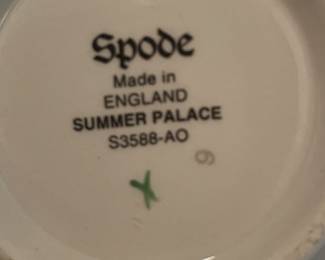 Spode
Made in
ENGLAND
SUMMER PALACE
S3588-AO